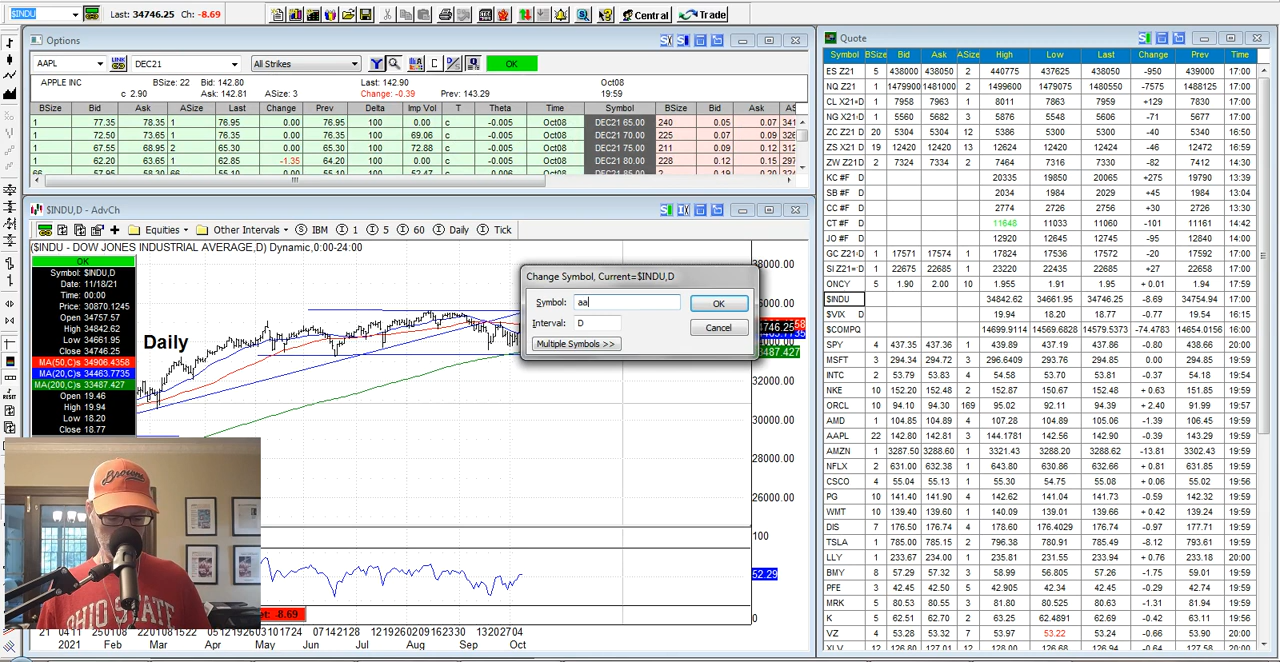 $INDU Last: 34746.25 Ch: -8.69 Central Trade
Options
AAPL DEC21 All Strikes OK
APPLE INC BSize: 22 Bid: 142.80 Last: 142.90 Oct08
c 2.90 Ask: 142.81 ASize: 3 Change: -0.39 Prev: 143.29 19:59
BSize Bid Ask ASize Last Change Prev Delta Imp Vol T Theta Time Symbol BSize Bid Ask AS
1 77.35 78.35 1 76.95 0.00 76.95 100 0.00 c -0.005 Oct08 DEC21 65.00 240 0.05 0.07 341
1 72.50 73.65 1 71.95 0.00 71.95 100 69.06 c -0.005 Oct08 DEC21 70.00 225 0.07 0.09 326
1 67.55 68.95 2 65.30 0.00 65.30 100 72.88 c -0.005 Oct08 DEC21 75.00 148 0.09 0.12
1 62.20 63.65 1 62.85 -1.35 64.20 100 0.00 c -0.005 Oct08 DEC21 80.00 228 0.12 0.15
$INDU,D - AdvCh
Equities Other Intervals IBM 1 5 60 Daily Tick
($INDU - DOW JONES INDUSTRIAL AVERAGE,D) Dynamic,0:00-24:00
OK
Symbol: $INDU,D
Date: 11/18/21
Time: 00:00
Price: 30870.1245
Open 34757.57
High 34842.62
Low 34661.95
Close 34746.25
MA(50,C)s 34906.4358
MA(20,C)s 34463.7735
MA(200,C)s 33487.427
Open 19.46
High 19.94
Low 18.20
Close 18.77
Daily
38000.00
32000.00
30000.00
28000.00
26000.00
100
52.29
0
-8.69
2021 Feb Mar Apr May Jun Jul Aug Sep Oct
Change Symbol, Current=$INDU,D
Symbol: aa OK
Interval: D Cancel
Multiple Symbols >>
Browns
OHIO STATE
Quote
Symbol BSize Bid Ask ASize High Low Last Change Prev Time
ES Z21 5 438000 438050 2 440775 437625 438050 -950 439000 17:00
NQ Z21 1 1479900 1481000 2 1499600 1479075 1480550 -7575 1488125 17:00
CL X21 D 1 7958 7963 1 8011 7863 7959 +129 7830 17:00
NG X21 D 1 5560 5682 3 5876 5548 5606 -71 5677 17:00
ZC Z21 D 20 5304 5304 12 5386 5280 5300 -40 5340 16:50
ZS X21 D 19 12420 12420 13 12534 12420 12424 -46 12472 16:59
ZW Z21 D 2 7324 7334 2 7464 7316 7330 -82 7412 14:30
KC #F D 20335 19850 20065 +275 19790 13:39
SB #F D 2034 1984 2029 +45 1984 13:04
CC #F D 2774 2726 2756 +30 2726 13:37
CT #F D 11648 11033 11060 -101 11161 14:42
JO #F D 12920 12645 12745 -95 12840 14:00
GC Z21 D 1 17571 17574 1 17824 17536 17572 -20 17592 17:00
SI Z21 D 1 22675 22685 1 23220 22435 22685 +27 22658 17:00
ONCY 5 1.90 2.00 10 1.955 1.91 1.95 + 0.01 1.94 17:24
$INDU 34842.62 34661.95 34746.25 -8.69 34754.94 17:17
$VIX D 19.94 18.20 18.77 -0.77 19.54 16:15
$COMPQ 14699.9114 14569.6828 14579.5373 -74.4783 14654.0156 16:00
SPY 4 437.35 437.36 1 439.89 437.19 437.86 -0.80 438.66 20:00
MSFT 3 294.34 294.72 3 296.6409 293.76 294.85 0.00 294.85 19:59
INTC 2 53.79 53.83 4 54.58 53.70 53.81 -0.37 54.18 19:54
NKE 10 152.20 152.48 2 152.87 150.67 152.48 + 0.63 151.85 19:59
ORCL 10 94.10 94.30 169 95.02 92.11 94.39 + 2.40 91.99 19:57
AMD 1 104.85 104.89 4 107.28 104.89 105.06 -1.39 106.45 19:59
AAPL 22 142.80 142.81 3 144.1781 142.56 142.90 -0.39 143.29 19:59
AMZN 1 3287.50 3288.60 1 3321.43 3288.20 3288.62 -13.81 3302.43 19:59
NFLX 2 631.00 632.38 1 643.80 630.86 632.66 + 0.81 631.85 19:59
CSCO 4 55.04 55.13 1 55.30 54.75 55.08 + 0.06 55.02 19:56
PG 10 141.40 141.90 4 142.62 141.04 141.73 -0.59 142.32 19:59
WMT 10 139.24 139.60 1 140.09 139.01 139.66 + 0.42 139.24 19:59
DIS 7 176.50 176.74 4 178.60 176.4029 176.74 -0.97 177.71 19:59
TSLA 1 785.00 785.15 2 796.38 780.91 785.49 -8.12 793.61 19:59
LLY 1 233.67 234.00 1 235.81 231.55 233.94 + 0.76 233.18 20:00
BMY 8 57.29 57.32 3 58.99 56.805 57.26 -1.75 59.01 19:59
PFE 3 42.45 42.50 5 42.905 42.34 42.45 -0.29 42.74 19:59
MRK 5 80.53 80.55 3 81.80 80.525 80.63 -1.31 81.94 19:59
K 5 62.51 62.70 2 63.25 62.4891 62.69 -0.42 63.11 19:56
VZ 4 53.28 53.32 7 53.97 53.22 53.24 -0.66 53.90 20:00